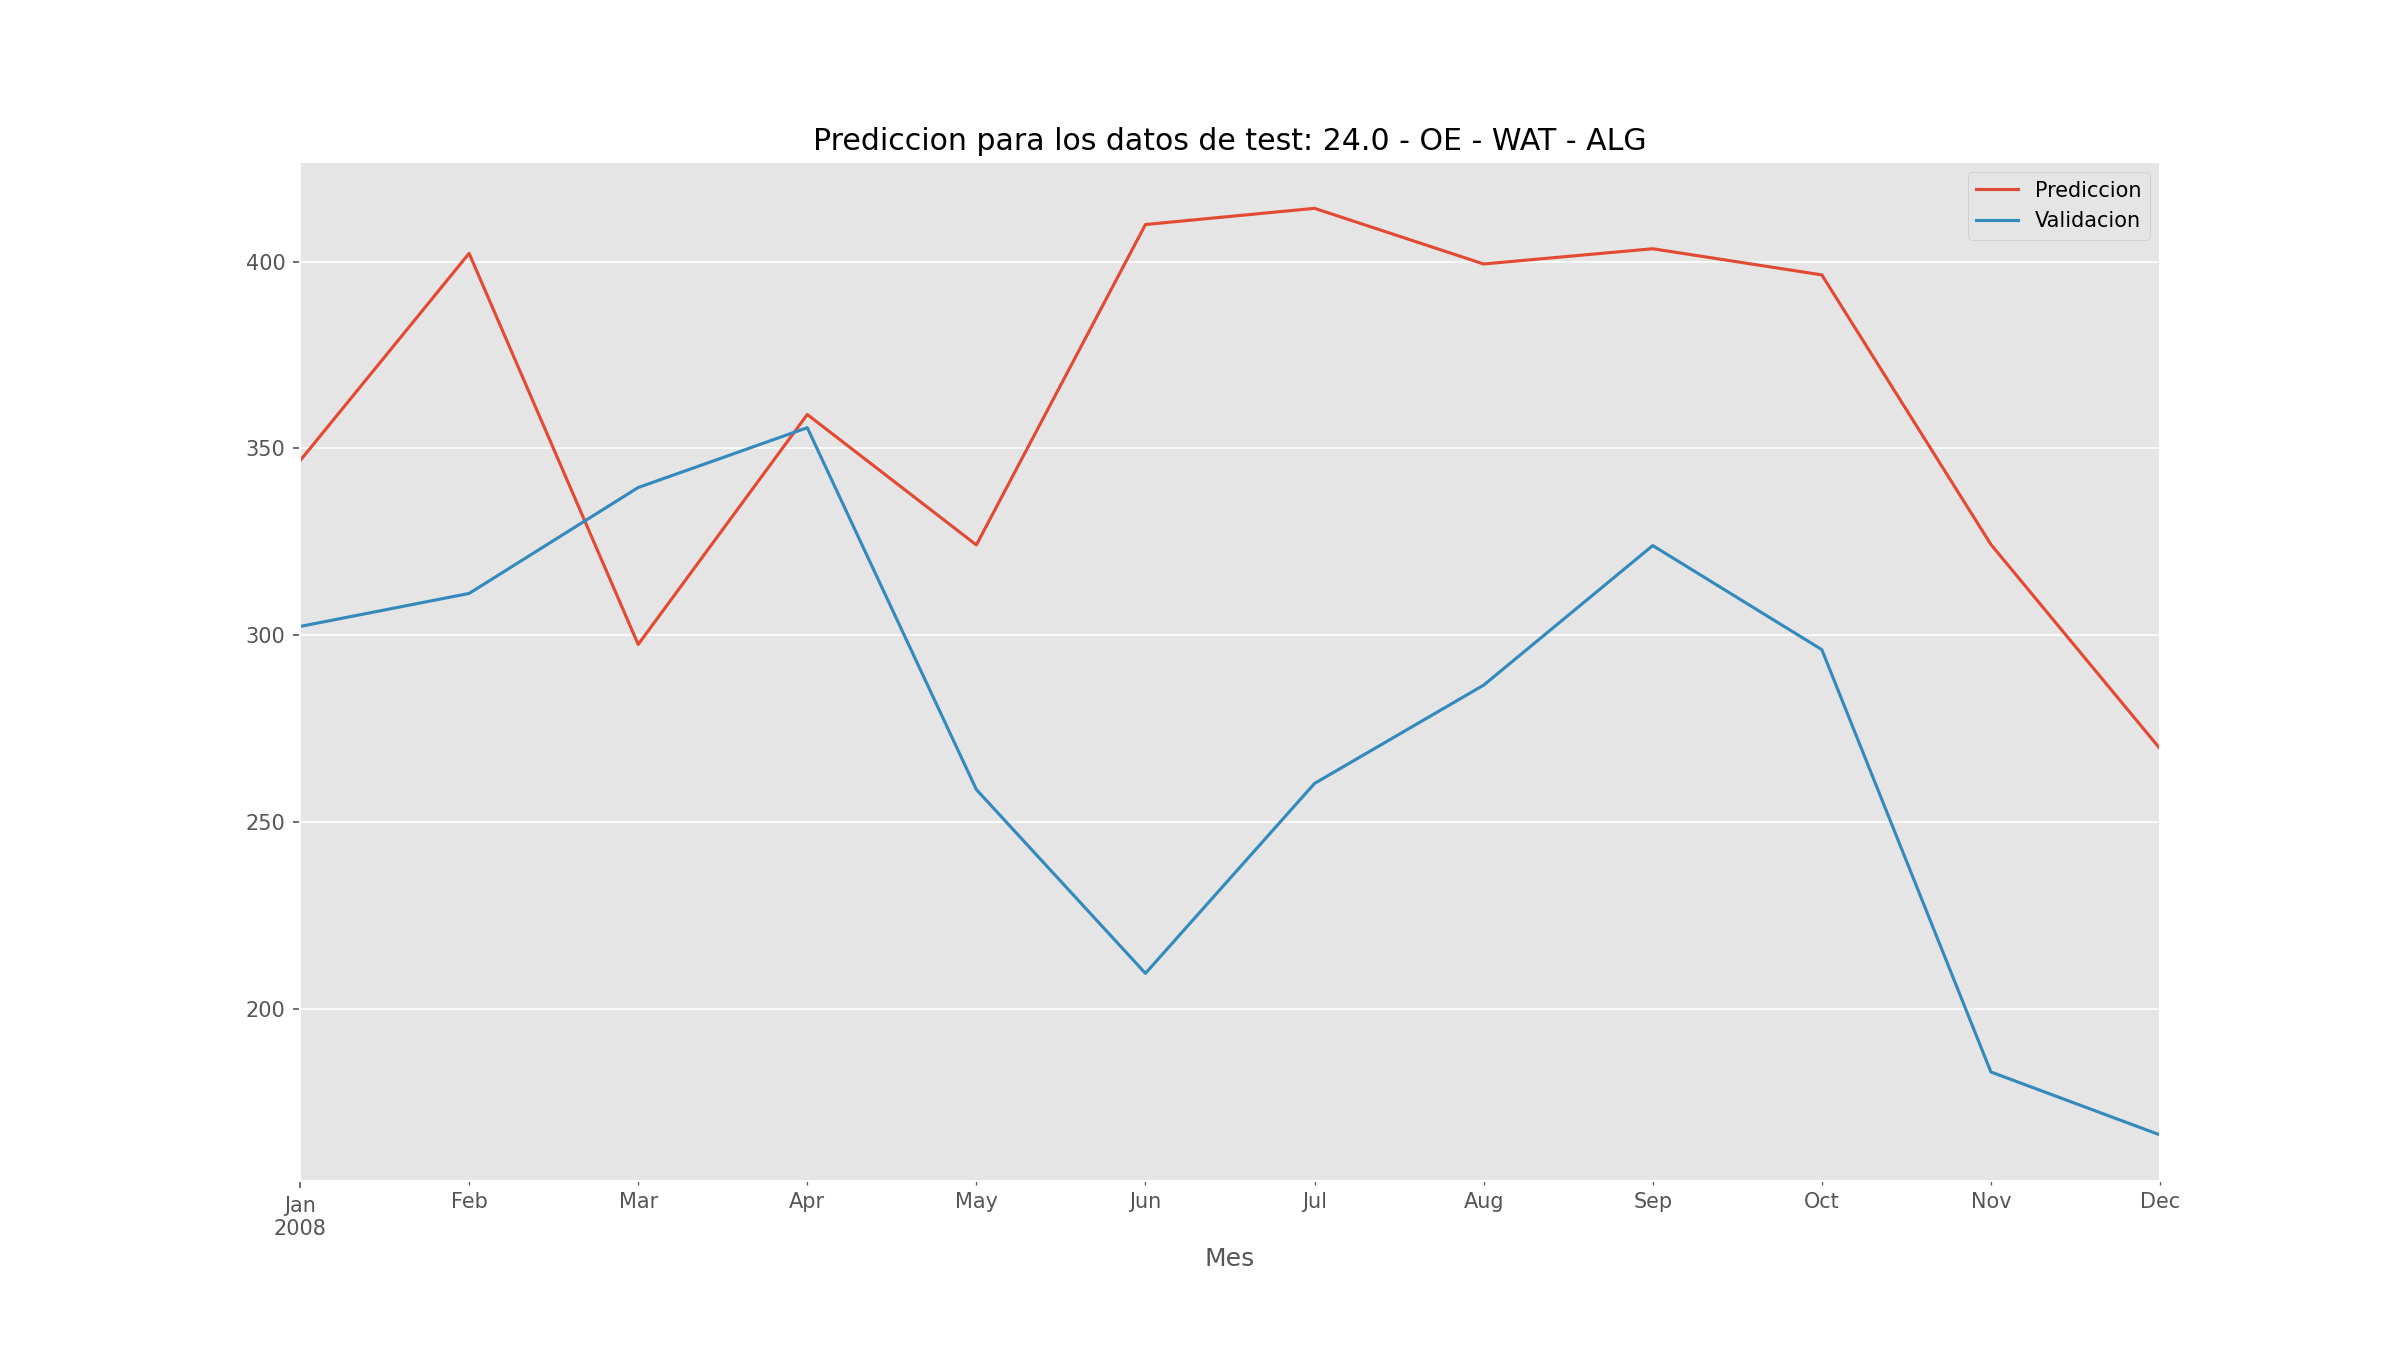 Prediccion para los datos de test: 24.0 - OE - WAT - ALG
Prediccion
Validacion
400
350
300
250
200
Jan Feb Mar Apr May Jun Jul Aug Sep Oct Nov Dec
2008
Mes